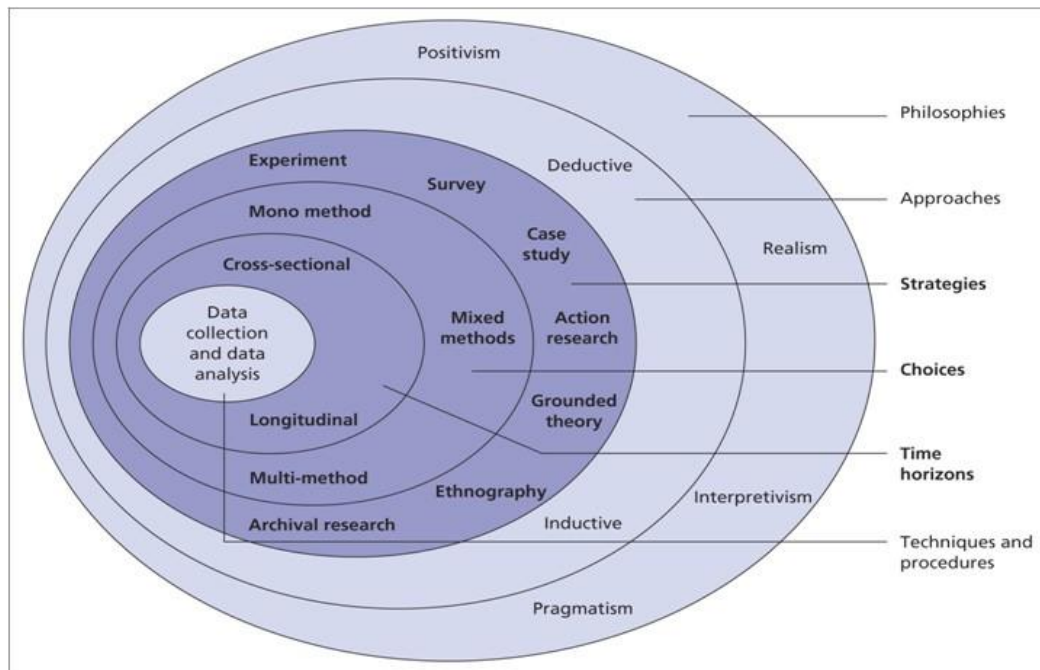 Positivism
Philosophies
Experiment
Deductive
Survey
Approaches
Mono method
Case
study
Realism
Cross-sectional
Strategies
Data
collection
and data
analysis
Mixed
methods
Action
research
Choices
Grounded
theory
Longitudinal
Time
horizons
Multi-method
Ethnography
Interpretivism
Archival research
Inductive
Techniques and
procedures
Pragmatism